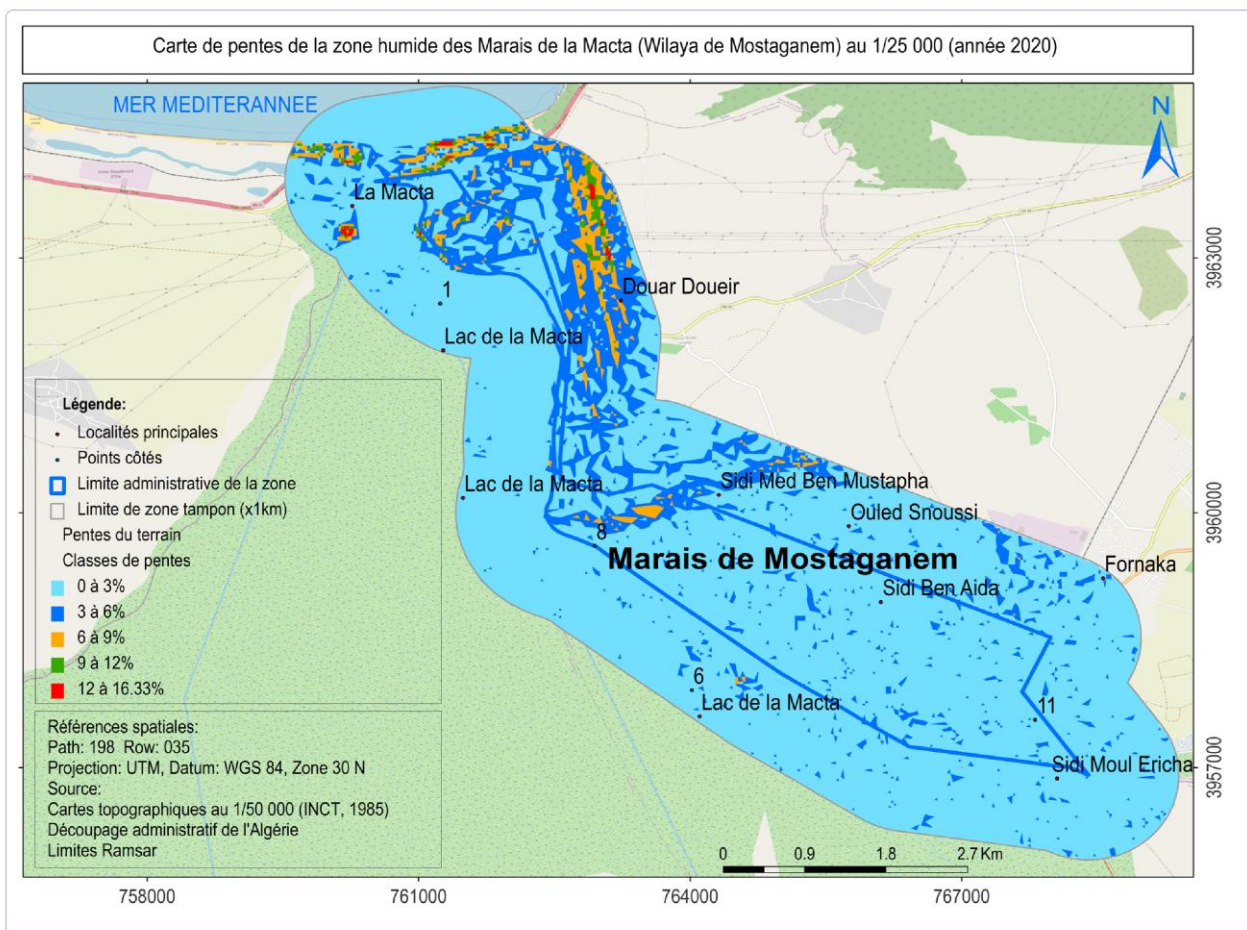 Carte de pentes de la zone humide des Marais de la Macta (Wilaya de Mostaganem) au 1/25 000 (année 2020)
MER MEDITERANNEE
N
La Macta
3963000
1
Douar Doueir
Lac de la Macta
Légende:
Localités principales
Points côtés
Limite administrative de la zone
Limite de zone tampon (x1km)
Pentes du terrain
Classes de pentes
0 à 3%
3 à 6%
6 à 9%
9 à 12%
12 à 16.33%
Lac de la Macta
Sidi Med Ben Mustapha
3960000
Ouled Snoussi
8
Marais de Mostaganem
Fornaka
Sidi Ben Aida
6
Lac de la Macta
11
Sidi Moul Ericha
3957000
Références spatiales:
Path: 198 Row: 035
Projection: UTM, Datum: WGS 84, Zone 30 N
Source:
Cartes topographiques au 1/50 000 (INCT, 1985)
Découpage administratif de l'Algérie
Limites Ramsar
0 0.9 1.8 2.7 Km
758000 761000 764000 767000